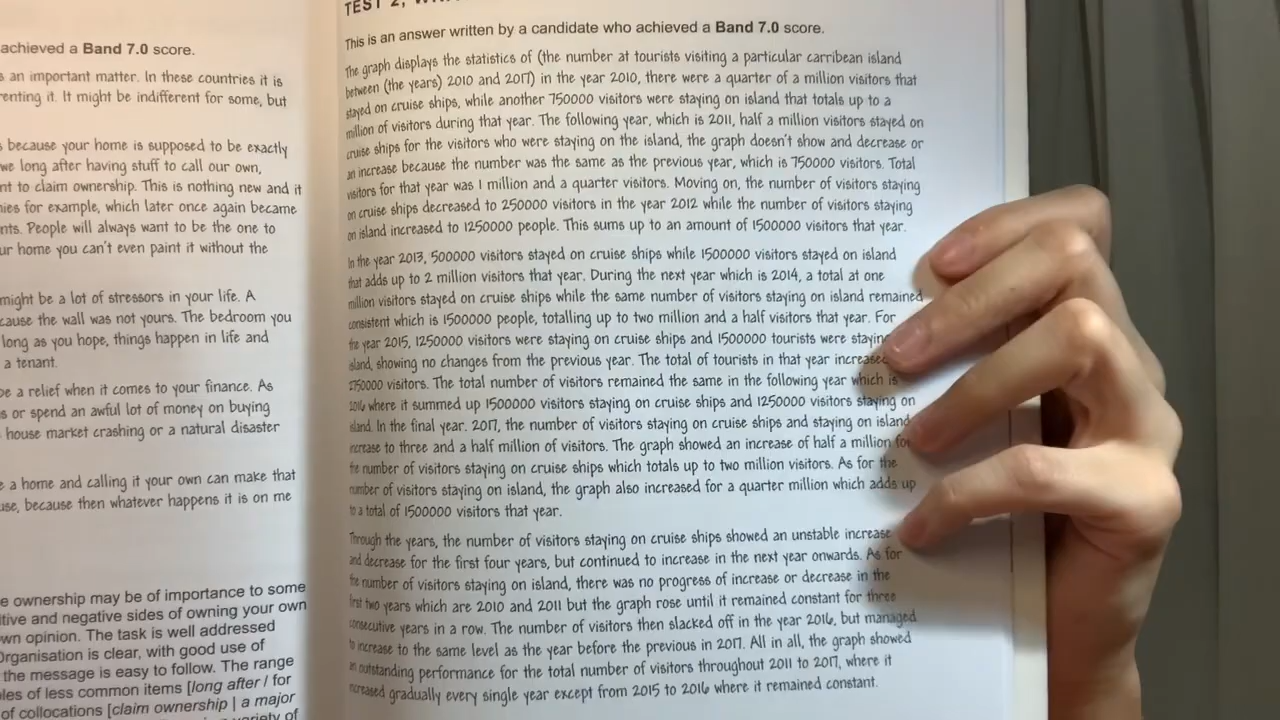 achieved a Band 7.0 score.
an important matter. In these countries it is
renting it. It might be indifferent for some, but
because your home is supposed to be exactly
we long after having stuff to call our own,
to claim ownership. This is nothing new and it
for example, which later once again became
People will always want to be the one to
home you can't even paint it without the
might be a lot of stressors in your life. A
the wall was not yours. The bedroom you
long as you hope, things happen in life and
a tenant.
be a relief when it comes to your finance. As
or spend an awful lot of money on buying
house market crashing or a natural disaster
a home and calling it your own can make that
because then whatever happens it is on me
ownership may be of importance to some
and negative sides of owning your own
opinion. The task is well addressed
Organisation is clear, with good use of
the message is easy to follow. The range
of less common items [long after / for
of collocations [claim ownership | a major
of
TEST 2,
This is an answer written by a candidate who achieved a Band 7.0 score.
The graph displays the statistics of (the number at tourists visiting a particular carribean island
between (the years) 2010 and 2017) in the year 2010, there were a quarter of a million visitors that
stayed on cruise ships, while another 750000 visitors were staying on island that totals up to a
million of visitors during that year. The following year, which is 2011, half a million visitors stayed on
cruise ships for the visitors who were staying on the island, the graph doesn't show and decrease or
an increase because the number was the same as the previous year, which is 750000 visitors. Total
visitors for that year was 1 million and a quarter visitors. Moving on, the number of visitors staying
on cruise ships decreased to 250000 visitors in the year 2012 while the number of visitors staying
on island increased to 1250000 people. This sums up to an amount of 1500000 visitors that year.
In the year 2013, 500000 visitors stayed on cruise ships while 1500000 visitors stayed on island
that adds up to 2 million visitors that year. During the next year which is 2014, a total at one
million visitors stayed on cruise ships while the same number of visitors staying on island remained
consistent which is 1500000 people, totalling up to two million and a half visitors that year. For
the year 2015, 1250000 visitors were staying on cruise ships and 1500000 tourists were staying
island, showing no changes from the previous year. The total of tourists in that year increased
2750000 visitors. The total number of visitors remained the same in the following year which is
2016 where it summed up 1500000 visitors staying on cruise ships and 1250000 visitors staying on
island. In the final year. 2017, the number of visitors staying on cruise ships and staying on island
increase to three and a half million of visitors. The graph showed an increase of half a million for
the number of visitors staying on cruise ships which totals up to two million visitors. As for the
number of visitors staying on island, the graph also increased for a quarter million which adds up
to a total of 1500000 visitors that year.
Through the years, the number of visitors staying on cruise ships showed an unstable increase
and decrease for the first four years, but continued to increase in the next year onwards. As for
the number of visitors staying on island, there was no progress of increase or decrease in the
first two years which are 2010 and 2011 but the graph rose until it remained constant for three
consecutive years in a row. The number of visitors then slacked off in the year 2016, but managed
to increase to the same level as the year before the previous in 2017. All in all, the graph showed
an outstanding performance for the total number of visitors throughout 2011 to 2017, where it
increased gradually every single year except from 2015 to 2016 where it remained constant.